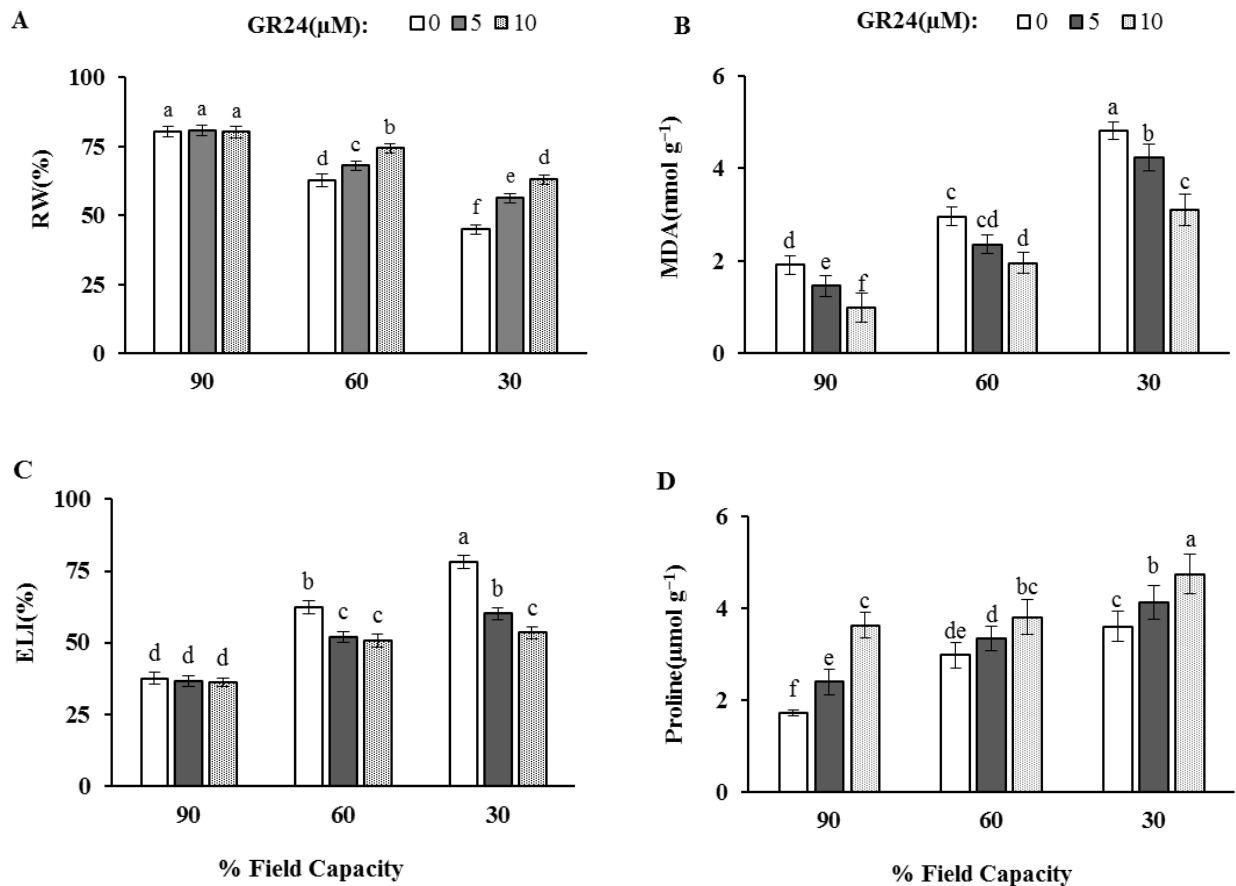 A
GR24(µM): 0 5 10
RW(%)
100
75
50
25
0
a a a
d c b
f e d
90 60 30
B
GR24(µM): 0 5 10
MDA(nmol g⁻¹)
6
4
2
0
d e f
c cd d
a b c
90 60 30
C
ELI(%)
100
75
50
25
0
d d d
b c c
a b c
90 60 30
% Field Capacity
D
Proline(µmol g⁻¹)
6
4
2
0
f e c
de d bc
c b a
90 60 30
% Field Capacity